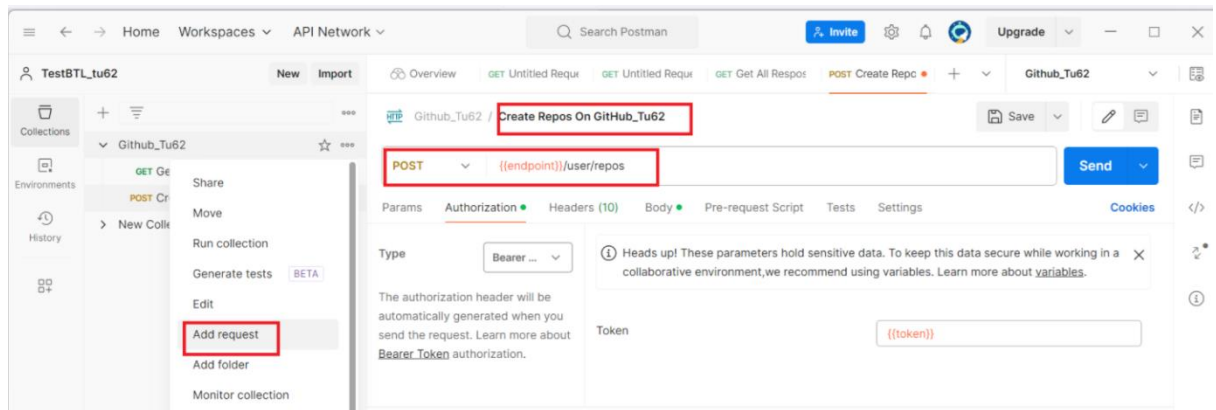 Home Workspaces API Network Search Postman Invite Upgrade
TestBTL_tu62 New Import Overview GET Untitled Reque GET Untitled Reque GET Get All Respos POST Create Repc Github_Tu62
Collections
Environments
History
Github_Tu62
GET Ge
POST Cr
New Colle
Share
Move
Run collection
Generate tests BETA
Edit
Add request
Add folder
Monitor collection
HTTP Github_Tu62 / Create Repos On GitHub_Tu62 Save
POST {{endpoint}}/user/repos Send
Params Authorization Headers (10) Body Pre-request Script Tests Settings Cookies
Type Bearer ...
The authorization header will be
automatically generated when you
send the request. Learn more about
Bearer Token authorization.
Heads up! These parameters hold sensitive data. To keep this data secure while working in a
collaborative environment,we recommend using variables. Learn more about variables.
Token {{token}}